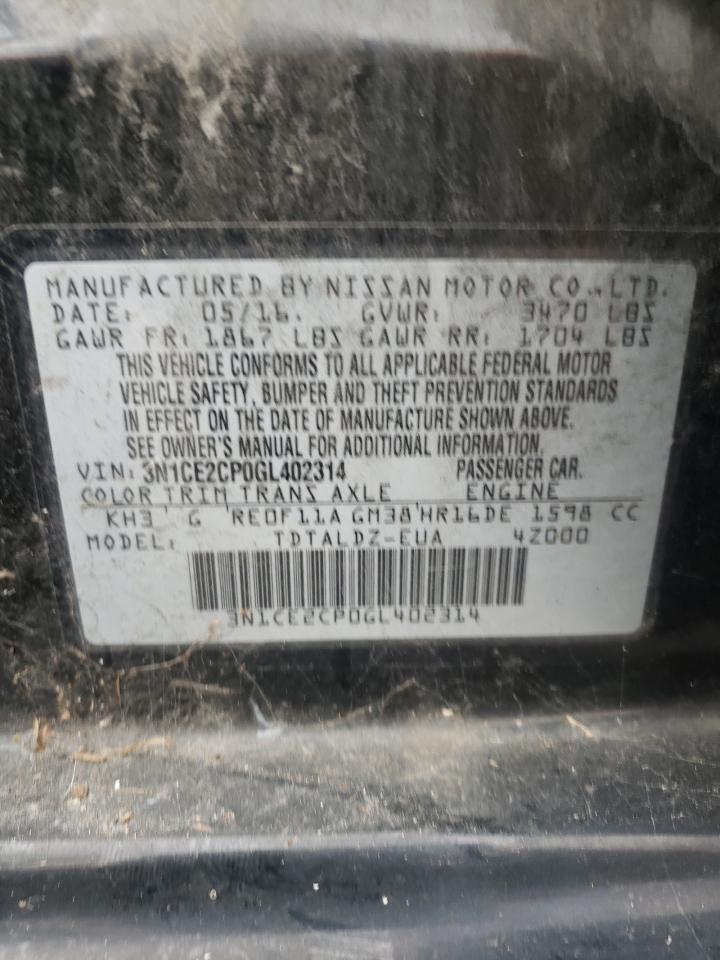 MANUFACTURED BY NISSAN MOTOR CO., LTD.
DATE: 05/16. GVWR: 3470 LBS
GAWR FR: 1867 LBS GAWR RR: 1704 LBS
THIS VEHICLE CONFORMS TO ALL APPLICABLE FEDERAL MOTOR
VEHICLE SAFETY, BUMPER AND THEFT PREVENTION STANDARDS
IN EFFECT ON THE DATE OF MANUFACTURE SHOWN ABOVE.
SEE OWNER'S MANUAL FOR ADDITIONAL INFORMATION.
VIN: 3N1CE2CP0GL402314 PASSENGER CAR.
COLOR TRIM TRANS AXLE ENGINE
KH3 G RE0F11A GM38 HR16DE 1598 CC
MODEL: TDTALDZ-EUA 4Z000
3N1CE2CP0GL402314